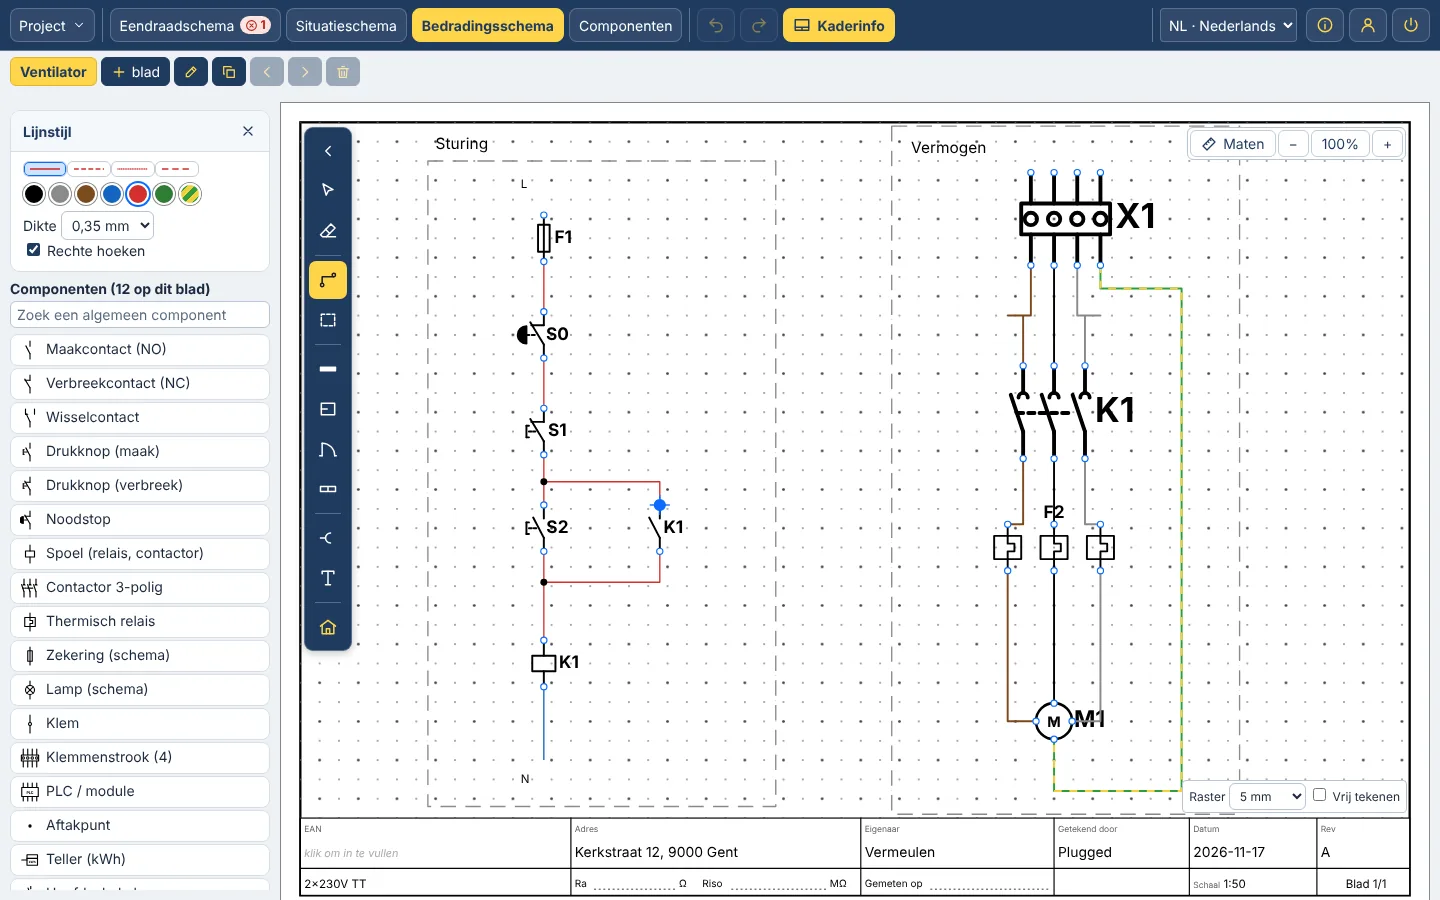 Project
Eendraadschema 1
Situatieschema
Bedradingsschema
Componenten
Kaderinfo
NL · Nederlands
Ventilator
+ blad
Lijnstijl
Dikte 0,35 mm
Rechte hoeken
Componenten (12 op dit blad)
Zoek een algemeen component
Maakcontact (NO)
Verbreekcontact (NC)
Wisselcontact
Drukknop (maak)
Drukknop (verbreek)
Noodstop
Spoel (relais, contactor)
Contactor 3-polig
Thermisch relais
Zekering (schema)
Lamp (schema)
Klem
Klemmenstrook (4)
PLC / module
Aftakpunt
Teller (kWh)
T
Sturing
L
F1
S0
S1
S2
K1
K1
N
Vermogen
X1
K1
F2
M
M1
Maten
−
100%
+
Raster 5 mm
Vrij tekenen
EAN
klik om in te vullen
Adres
Kerkstraat 12, 9000 Gent
Eigenaar
Vermeulen
Getekend door
Plugged
Datum
2026-11-17
Rev
A
2×230V TT
Ra Ω Riso MΩ
Gemeten op
Schaal 1:50
Blad 1/1